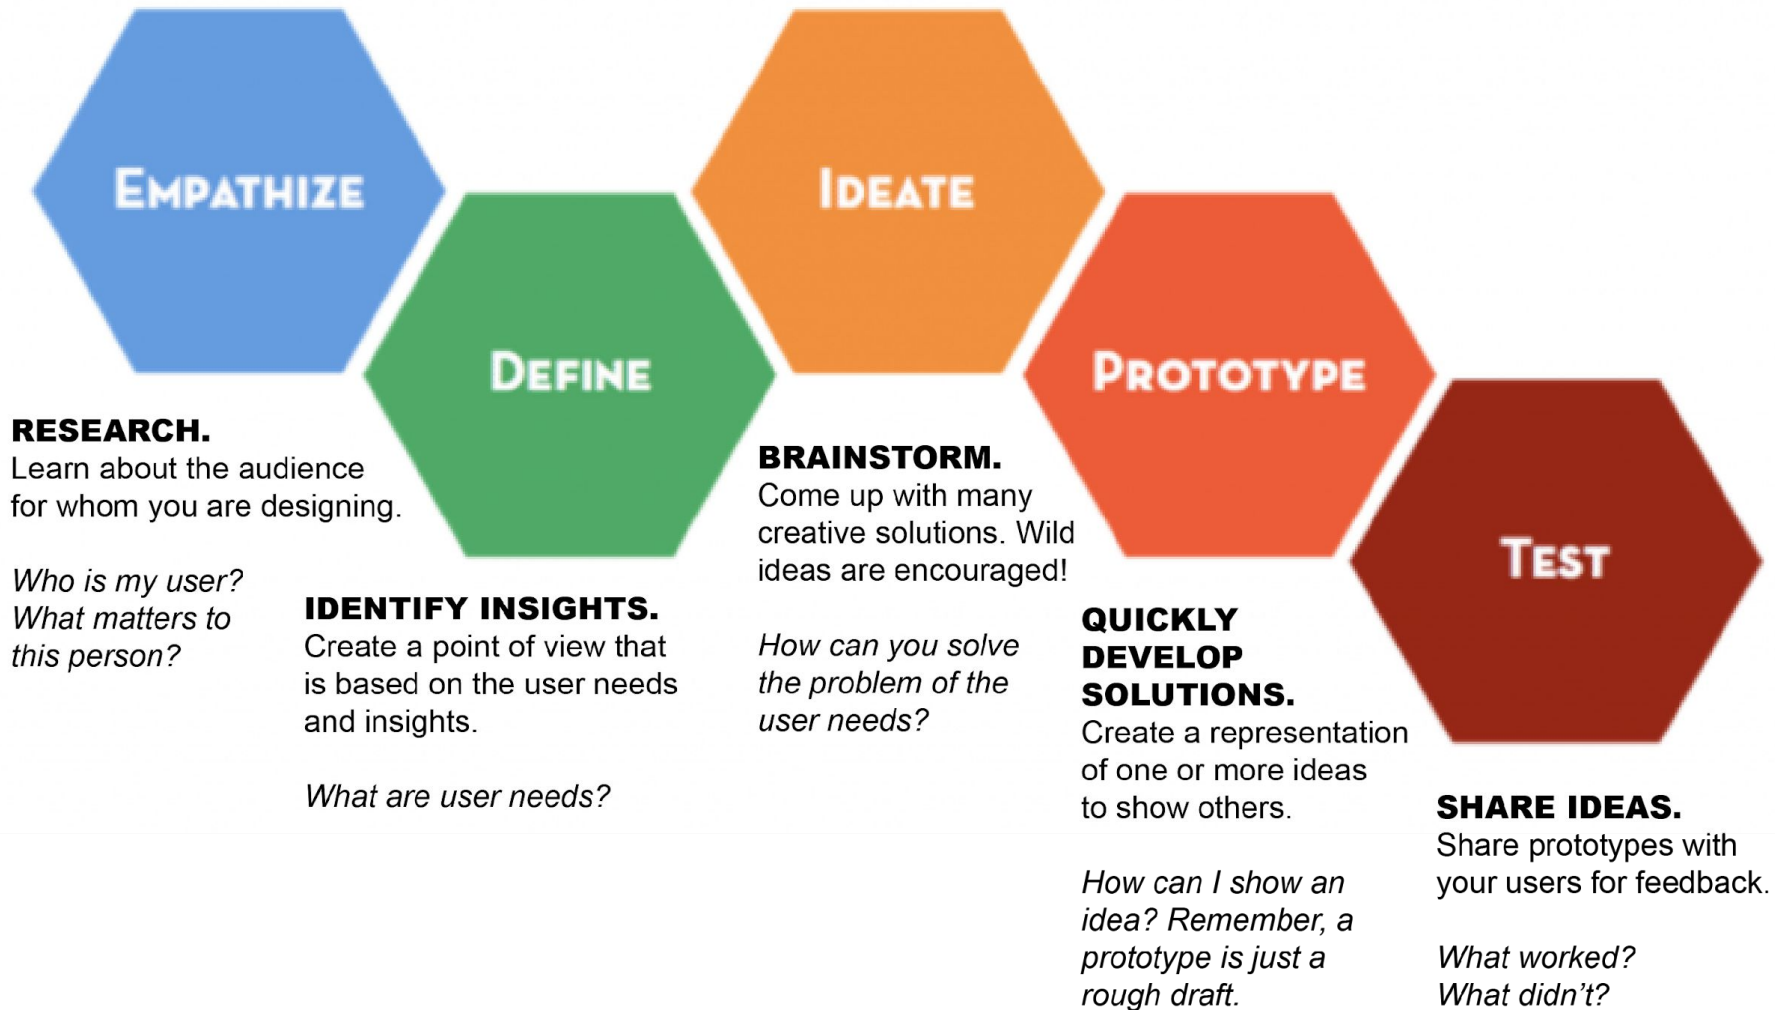 EMPATHIZE
RESEARCH.
Learn about the audience
for whom you are designing.
Who is my user?
What matters to
this person?
DEFINE
IDENTIFY INSIGHTS.
Create a point of view that
is based on the user needs
and insights.
What are user needs?
IDEATE
BRAINSTORM.
Come up with many
creative solutions. Wild
ideas are encouraged!
How can you solve
the problem of the
user needs?
PROTOTYPE
QUICKLY
DEVELOP
SOLUTIONS.
Create a representation
of one or more ideas
to show others.
How can I show an
idea? Remember, a
prototype is just a
rough draft.
TEST
SHARE IDEAS.
Share prototypes with
your users for feedback.
What worked?
What didn't?